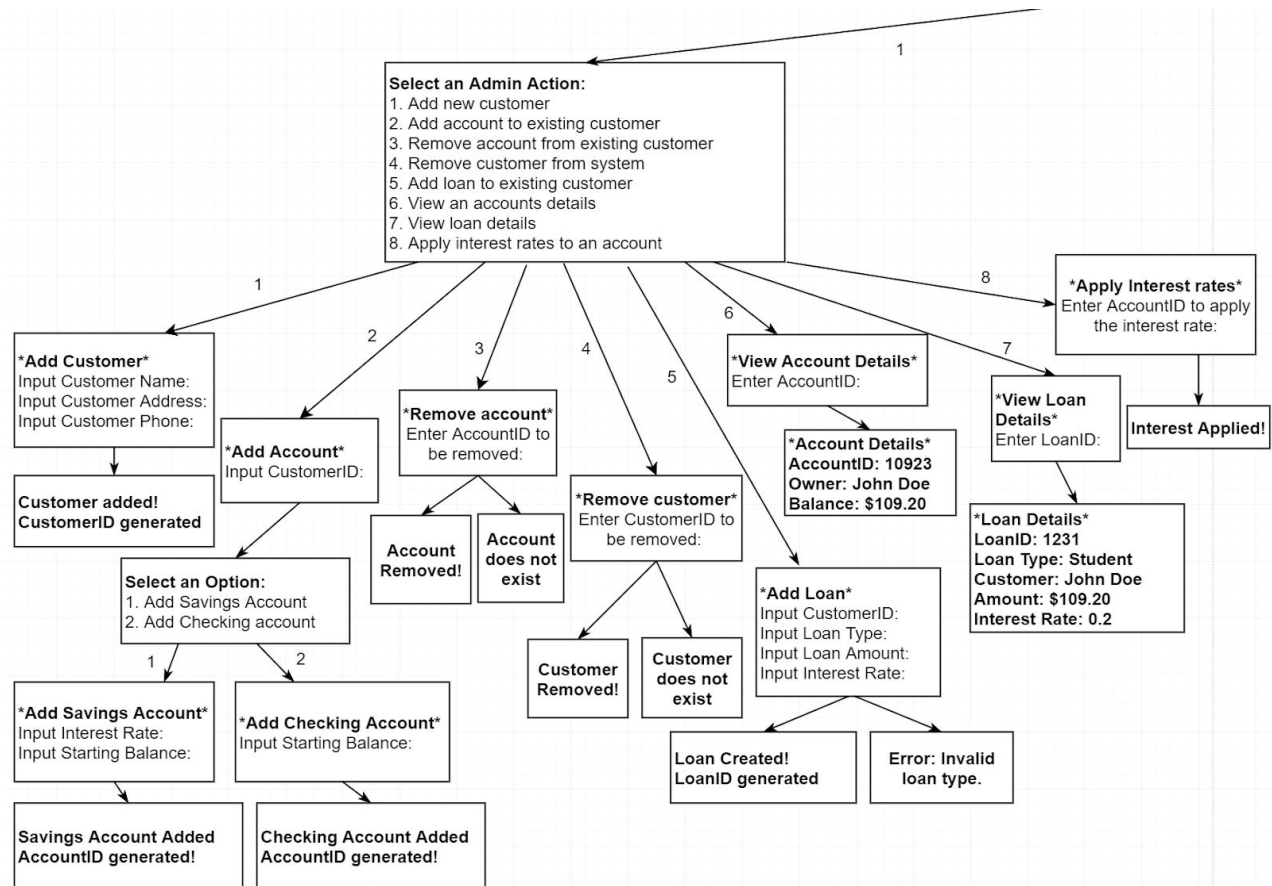 1
Select an Admin Action:
1. Add new customer
2. Add account to existing customer
3. Remove account from existing customer
4. Remove customer from system
5. Add loan to existing customer
6. View an accounts details
7. View loan details
8. Apply interest rates to an account
1
2
3
4
5
6
7
8
*Apply Interest rates*
Enter AccountID to apply
the interest rate:
Interest Applied!
*Add Customer*
Input Customer Name:
Input Customer Address:
Input Customer Phone:
Customer added!
CustomerID generated
*Add Account*
Input CustomerID:
Select an Option:
1. Add Savings Account
2. Add Checking account
1
2
*Add Savings Account*
Input Interest Rate:
Input Starting Balance:
Savings Account Added
AccountID generated!
*Add Checking Account*
Input Starting Balance:
Checking Account Added
AccountID generated!
*Remove account*
Enter AccountID to
be removed:
Account
Removed!
Account
does not
exist
*Remove customer*
Enter CustomerID to
be removed:
Customer
Removed!
Customer
does not
exist
*Add Loan*
Input CustomerID:
Input Loan Type:
Input Loan Amount:
Input Interest Rate:
Loan Created!
LoanID generated
Error: Invalid
loan type.
*View Account Details*
Enter AccountID:
*Account Details*
AccountID: 10923
Owner: John Doe
Balance: $109.20
*View Loan
Details*
Enter LoanID:
*Loan Details*
LoanID: 1231
Loan Type: Student
Customer: John Doe
Amount: $109.20
Interest Rate: 0.2